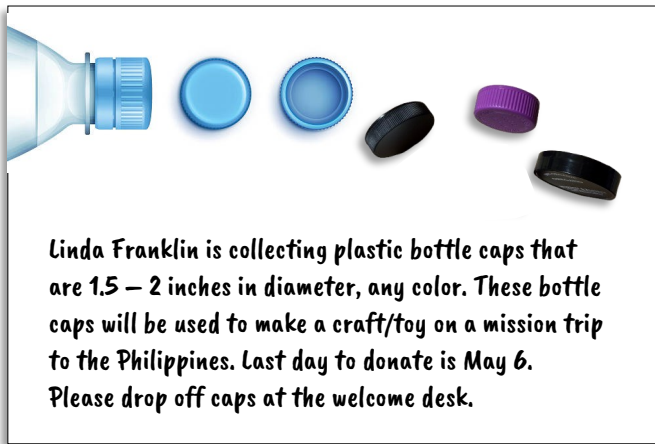 Linda Franklin is collecting plastic bottle caps that
are 1.5 – 2 inches in diameter, any color. These bottle
caps will be used to make a craft/toy on a mission trip
to the Philippines. Last day to donate is May 6.
Please drop off caps at the welcome desk.